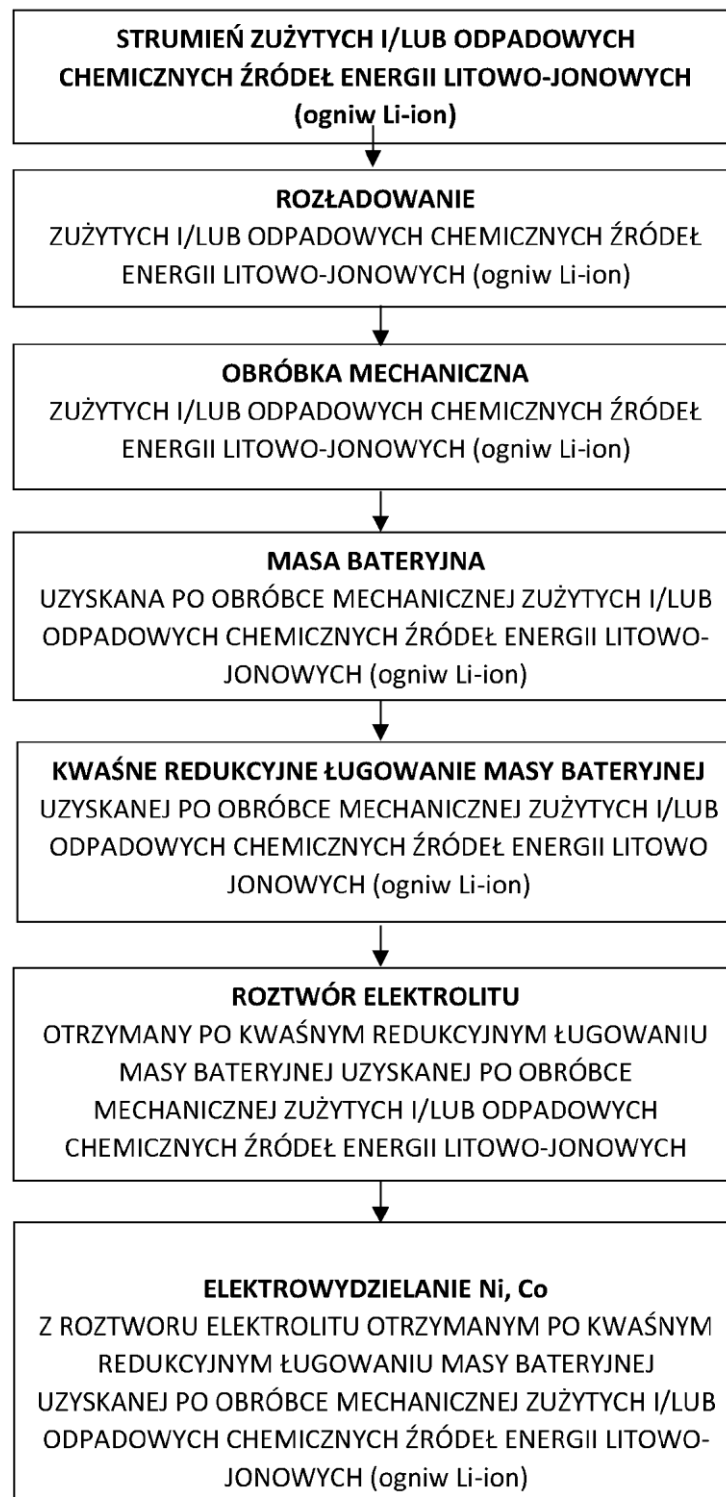 STRUMIEŃ ZUŻYTYCH I/LUB ODPADOWYCH
CHEMICZNYCH ŹRÓDEŁ ENERGII LITOWO-JONOWYCH
(ogniw Li-ion)
ROZŁADOWANIE
ZUŻYTYCH I/LUB ODPADOWYCH CHEMICZNYCH ŹRÓDEŁ
ENERGII LITOWO-JONOWYCH (ogniw Li-ion)
OBRÓBKA MECHANICZNA
ZUŻYTYCH I/LUB ODPADOWYCH CHEMICZNYCH ŹRÓDEŁ
ENERGII LITOWO-JONOWYCH (ogniw Li-ion)
MASA BATERYJNA
UZYSKANA PO OBRÓBCE MECHANICZNEJ ZUŻYTYCH I/LUB
ODPADOWYCH CHEMICZNYCH ŹRÓDEŁ ENERGII LITOWO-
JONOWYCH (ogniw Li-ion)
KWAŚNE REDUKCYJNE ŁUGOWANIE MASY BATERYJNEJ
UZYSKANEJ PO OBRÓBCE MECHANICZNEJ ZUŻYTYCH I/LUB
ODPADOWYCH CHEMICZNYCH ŹRÓDEŁ ENERGII LITOWO
JONOWYCH (ogniw Li-ion)
ROZTWÓR ELEKTROLITU
OTRZYMANY PO KWAŚNYM REDUKCYJNYM ŁUGOWANIU
MASY BATERYJNEJ UZYSKANEJ PO OBRÓBCE
MECHANICZNEJ ZUŻYTYCH I/LUB ODPADOWYCH
CHEMICZNYCH ŹRÓDEŁ ENERGII LITOWO-JONOWYCH
ELEKTROWYDZIELANIE Ni, Co
Z ROZTWORU ELEKTROLITU OTRZYMANYM PO KWAŚNYM
REDUKCYJNYM ŁUGOWANIU MASY BATERYJNEJ
UZYSKANEJ PO OBRÓBCE MECHANICZNEJ ZUŻYTYCH I/LUB
ODPADOWYCH CHEMICZNYCH ŹRÓDEŁ ENERGII LITOWO-
JONOWYCH (ogniw Li-ion)